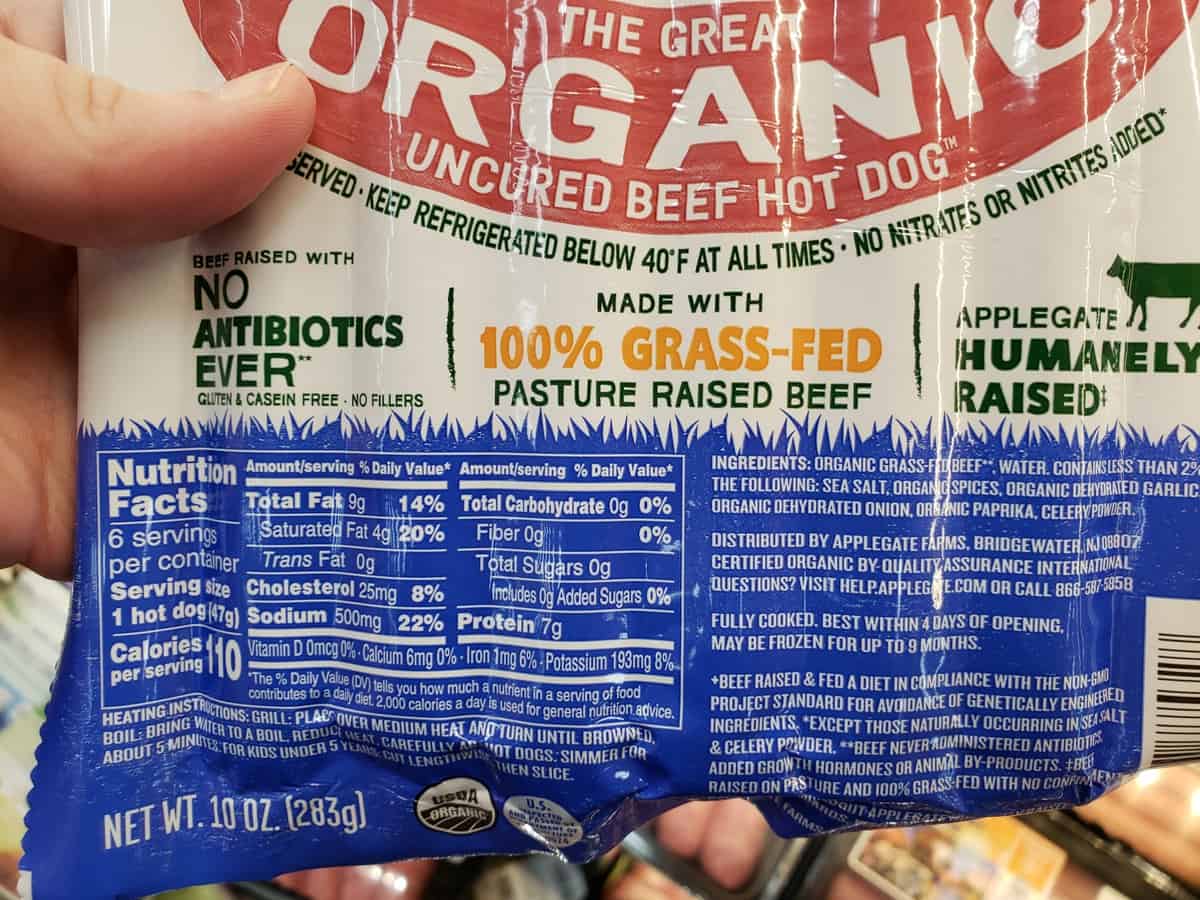 THE GREAT
ORGANIC
UNCURED BEEF HOT DOG™
SERVED · KEEP REFRIGERATED BELOW 40°F AT ALL TIMES · NO NITRATES OR NITRITES ADDED*
BEEF RAISED WITH
NO
ANTIBIOTICS
EVER**
GLUTEN & CASEIN FREE · NO FILLERS
MADE WITH
100% GRASS-FED
PASTURE RAISED BEEF
APPLEGATE
HUMANELY
RAISED‡
Nutrition
Facts
6 servings
per container
Serving size
1 hot dog (47g)
Calories
per serving 110
Amount/serving % Daily Value*
Total Fat 9g 14%
Saturated Fat 4g 20%
Trans Fat 0g
Cholesterol 25mg 8%
Sodium 500mg 22%
Amount/serving % Daily Value*
Total Carbohydrate 0g 0%
Fiber 0g 0%
Total Sugars 0g
Includes 0g Added Sugars 0%
Protein 7g
Vitamin D 0mcg 0% · Calcium 6mg 0% · Iron 1mg 6% · Potassium 193mg 8%
*The % Daily Value (DV) tells you how much a nutrient in a serving of food
contributes to a daily diet. 2,000 calories a day is used for general nutrition advice.
HEATING INSTRUCTIONS: GRILL: PLACE OVER MEDIUM HEAT AND TURN UNTIL BROWNED.
BOIL: BRING WATER TO A BOIL. REDUCE HEAT, CAREFULLY ADD HOT DOGS. SIMMER FOR
ABOUT 5 MINUTES. FOR KIDS UNDER 5 YEARS, CUT LENGTHWISE THEN SLICE.
NET WT. 10 OZ. (283g)
USDA
ORGANIC
U.S.
INGREDIENTS: ORGANIC GRASS-FED BEEF**, WATER. CONTAINS LESS THAN 2%
THE FOLLOWING: SEA SALT, ORGANIC SPICES, ORGANIC DEHYDRATED GARLIC,
ORGANIC DEHYDRATED ONION, ORGANIC PAPRIKA, CELERY POWDER.
DISTRIBUTED BY APPLEGATE FARMS, BRIDGEWATER, NJ 08807
CERTIFIED ORGANIC BY QUALITY ASSURANCE INTERNATIONAL
QUESTIONS? VISIT HELP.APPLEGATE.COM OR CALL 866-587-5858
FULLY COOKED. BEST WITHIN 4 DAYS OF OPENING,
MAY BE FROZEN FOR UP TO 9 MONTHS.
+BEEF RAISED & FED A DIET IN COMPLIANCE WITH THE NON-GMO
PROJECT STANDARD FOR AVOIDANCE OF GENETICALLY ENGINEERED
INGREDIENTS. *EXCEPT THOSE NATURALLY OCCURRING IN SEA SALT
& CELERY POWDER. **BEEF NEVER ADMINISTERED ANTIBIOTICS,
ADDED GROWTH HORMONES OR ANIMAL BY-PRODUCTS. ‡BEEF
RAISED ON PASTURE AND 100% GRASS-FED WITH NO CONFINEMENT